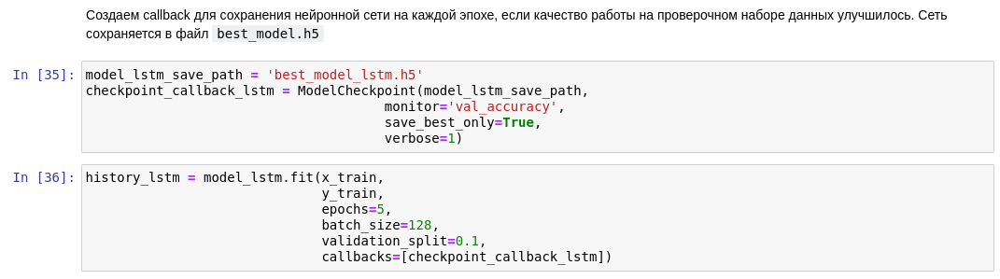 Создаем callback для сохранения нейронной сети на каждой эпохе, если качество работы на проверочном наборе данных улучшилось. Сеть
сохраняется в файл best_model.h5
In [35]: model_lstm_save_path = 'best_model_lstm.h5'
checkpoint_callback_lstm = ModelCheckpoint(model_lstm_save_path,
monitor='val_accuracy',
save_best_only=True,
verbose=1)
In [36]: history_lstm = model_lstm.fit(x_train,
y_train,
epochs=5,
batch_size=128,
validation_split=0.1,
callbacks=[checkpoint_callback_lstm])